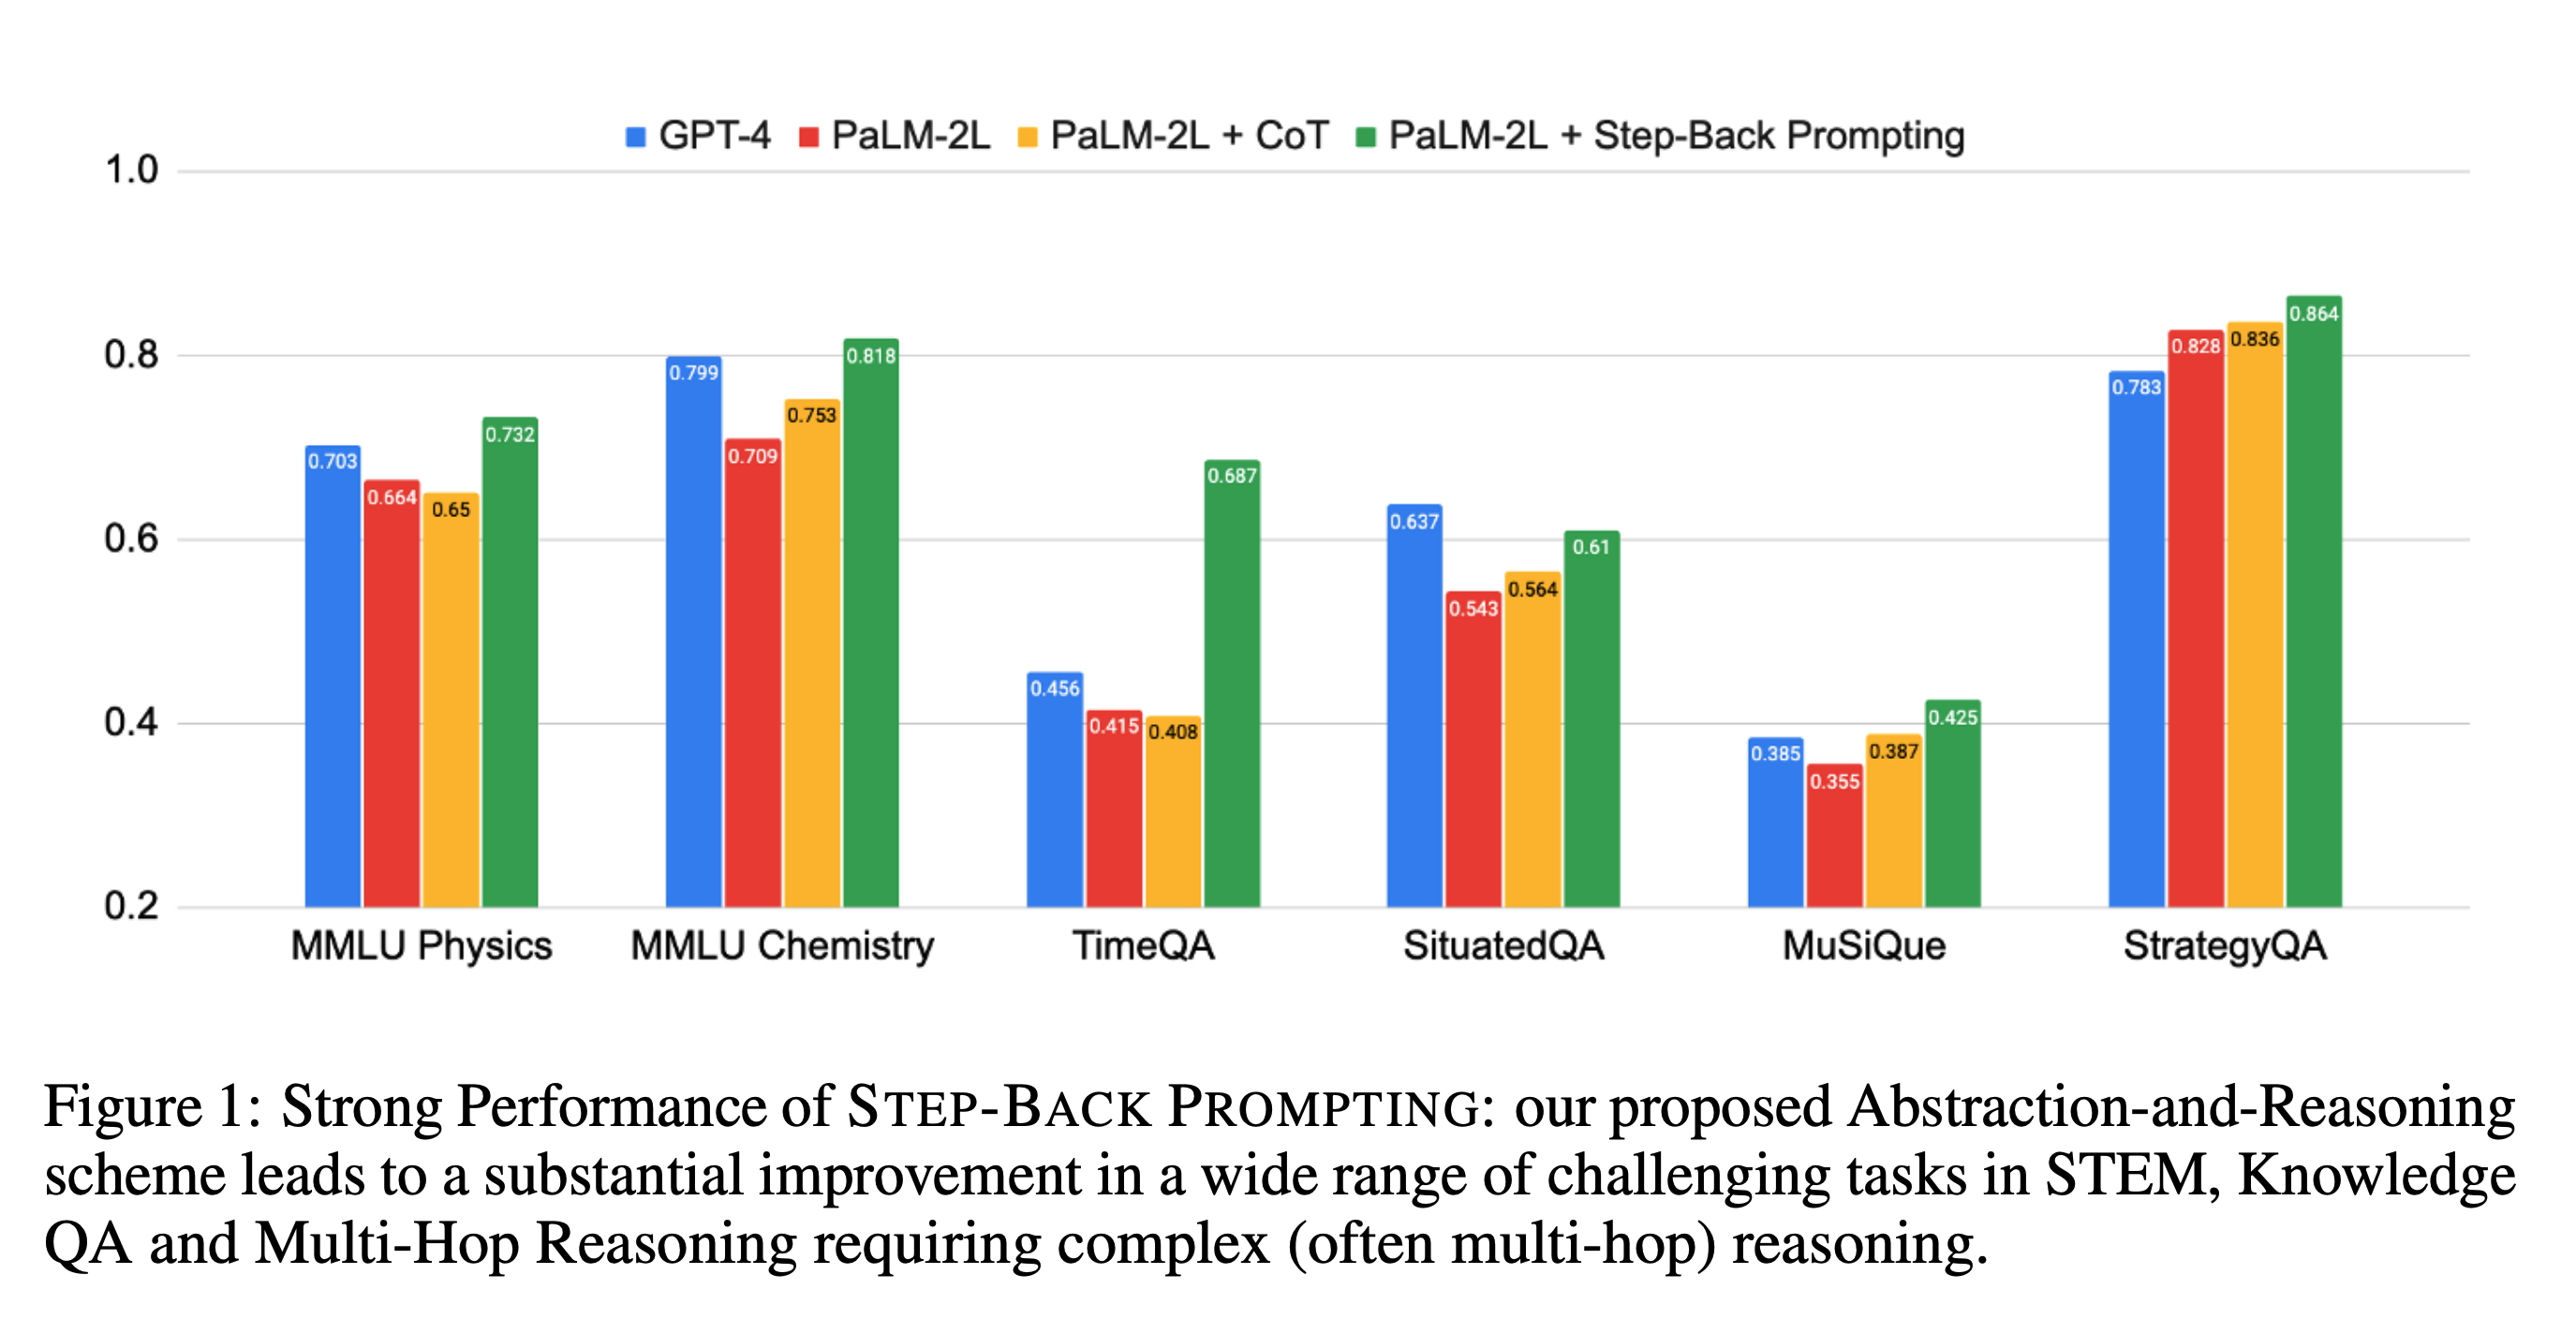 GPT-4 PaLM-2L PaLM-2L + CoT PaLM-2L + Step-Back Prompting
1.0
0.8
0.6
0.4
0.2
0.703 0.664 0.65 0.732
0.799 0.709 0.753 0.818
0.456 0.415 0.408 0.687
0.637 0.543 0.564 0.61
0.385 0.355 0.387 0.425
0.783 0.828 0.836 0.864
MMLU Physics MMLU Chemistry TimeQA SituatedQA MuSiQue StrategyQA
Figure 1: Strong Performance of STEP-BACK PROMPTING: our proposed Abstraction-and-Reasoning
scheme leads to a substantial improvement in a wide range of challenging tasks in STEM, Knowledge
QA and Multi-Hop Reasoning requiring complex (often multi-hop) reasoning.